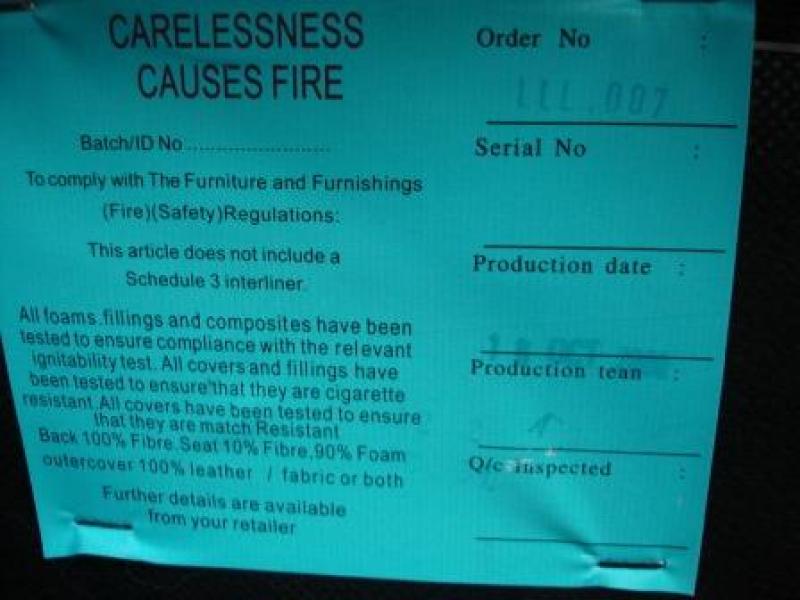 CARELESSNESS
CAUSES FIRE
Batch/ID No ..........................
To comply with The Furniture and Furnishings
(Fire)(Safety)Regulations:
This article does not include a
Schedule 3 interliner.
All foams.fillings and composites have been
tested to ensure compliance with the relevant
ignitability test. All covers and fillings have
been tested to ensure that they are cigarette
resistant.All covers have been tested to ensure
that they are match Resistant
Back 100% Fibre.Seat 10% Fibre,90% Foam
outercover 100% leather / fabric or both
Further details are available
from your retailer
Order No :
LLL.007
Serial No :
Production date :
18 OCT
Production tean :
Q/c inspected :